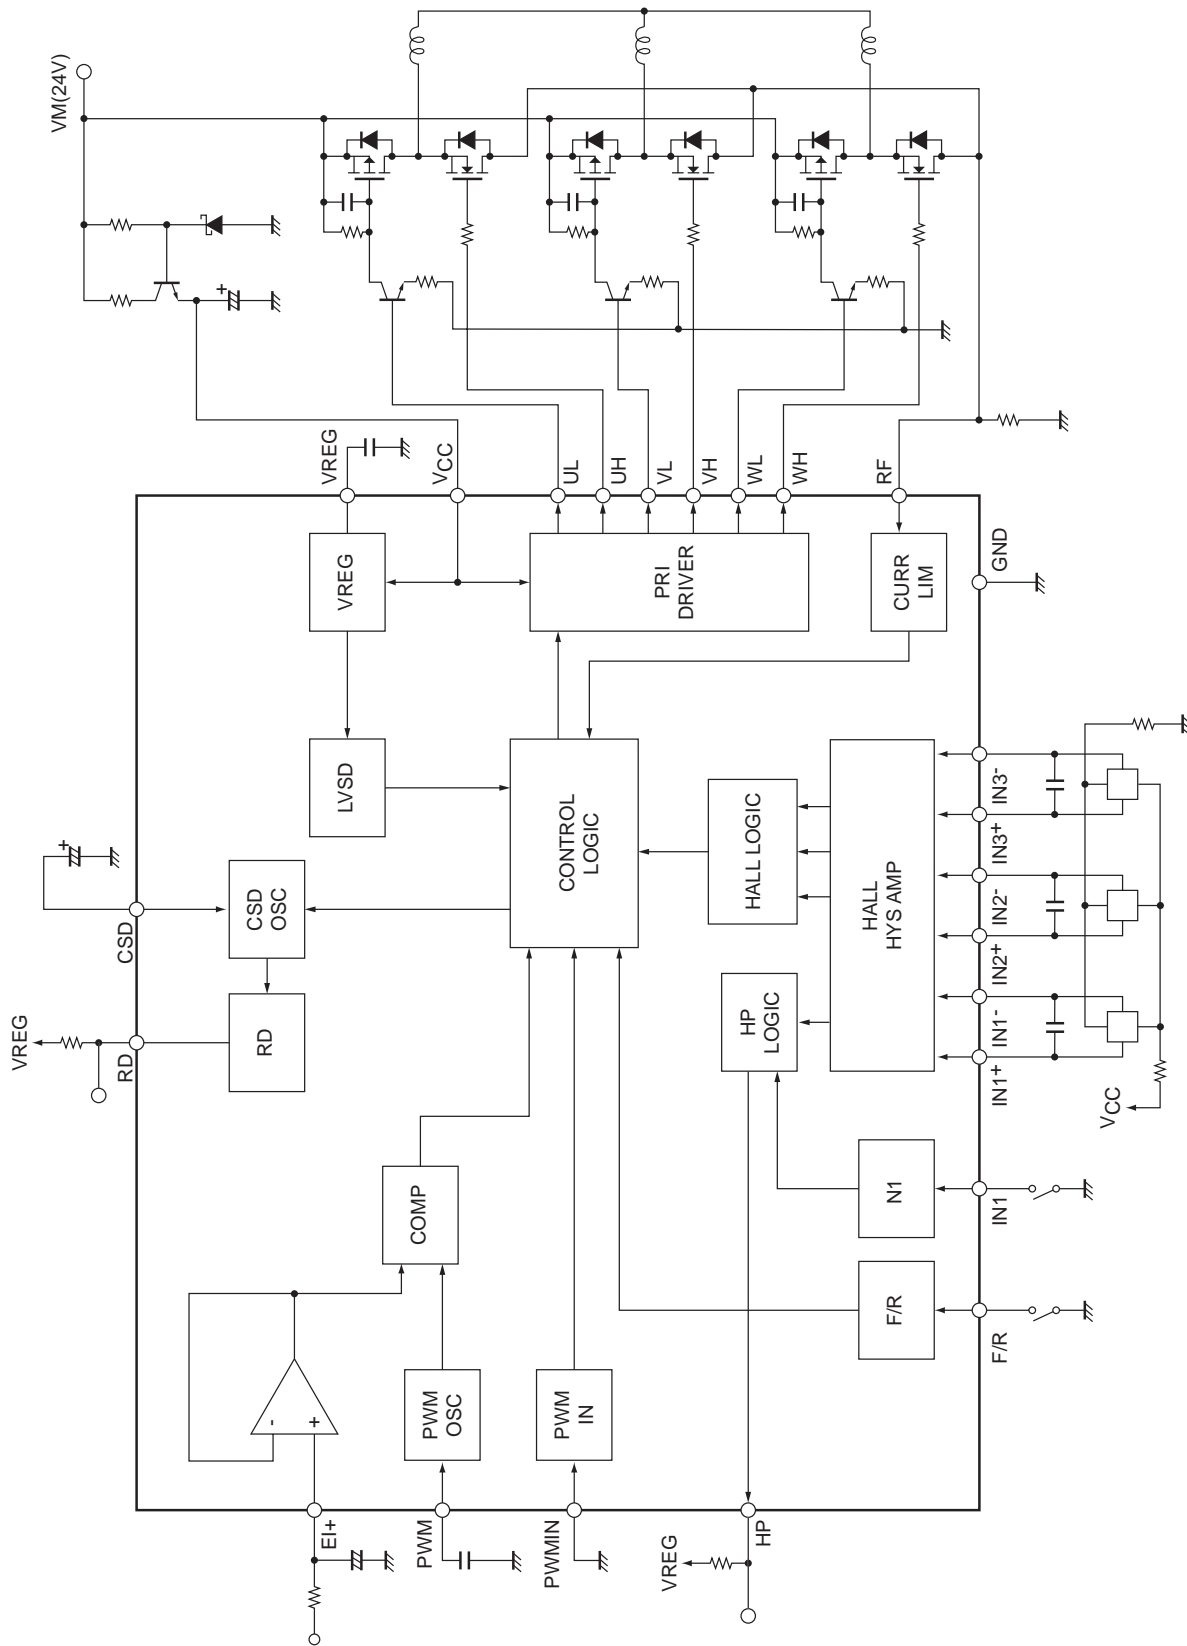 VM(24V)
VREG
VCC
UL
UH
VL
VH
WL
WH
RF
VREG
PRI
DRIVER
CURR
LIM
GND
LVSD
CONTROL
LOGIC
HALL LOGIC
HALL
HYS AMP
HP
LOGIC
IN3-
IN3+
IN2-
IN2+
IN1-
IN1+
VCC
CSD
CSD
OSC
VREG
RD
RD
COMP
N1
IN1
F/R
F/R
-
+
PWM
OSC
PWM
IN
EI+
PWM
PWMIN
VREG
HP
+
+